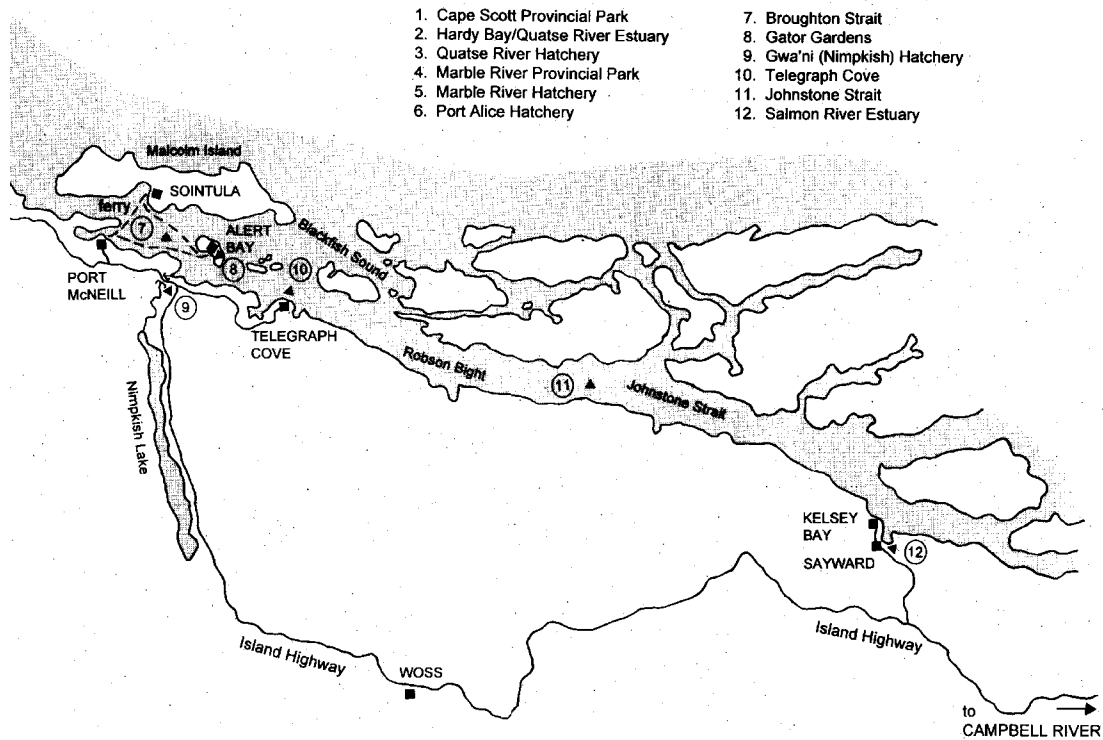 1. Cape Scott Provincial Park
2. Hardy Bay/Quatse River Estuary
3. Quatse River Hatchery
4. Marble River Provincial Park
5. Marble River Hatchery
6. Port Alice Hatchery
7. Broughton Strait
8. Gator Gardens
9. Gwa'ni (Nimpkish) Hatchery
10. Telegraph Cove
11. Johnstone Strait
12. Salmon River Estuary
Malcolm Island
SOINTULA
ferry
7
ALERT
BAY
Blackfish Sound
8
10
PORT
McNEILL
9
TELEGRAPH
COVE
Robson Bight
11
Johnstone Strait
Nimpkish Lake
KELSEY
BAY
SAYWARD
12
Island Highway
WOSS
Island Highway
to
CAMPBELL RIVER